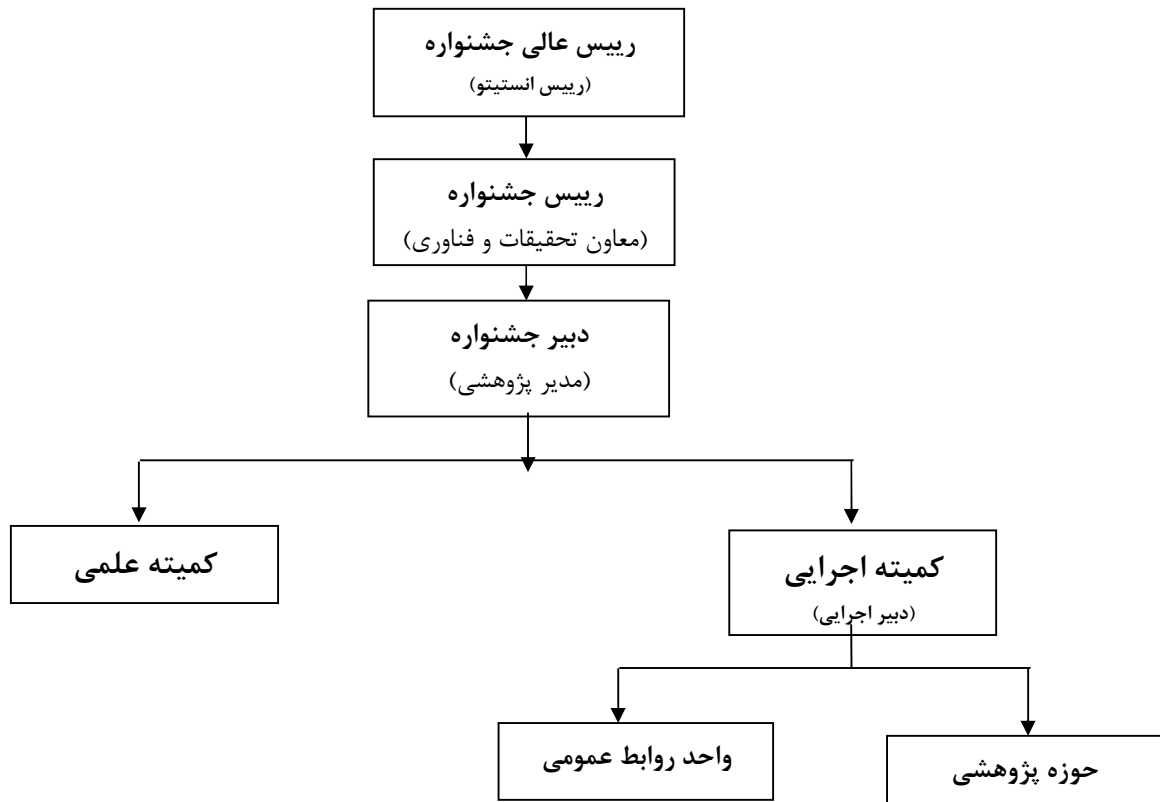 رییس عالی جشنواره
(رییس انستیتو)
رییس جشنواره
(معاون تحقیقات و فناوری)
دبیر جشنواره
(مدیر پژوهشی)
کمیته اجرایی
(دبیر اجرایی)
کمیته علمی
حوزه پژوهشی
واحد روابط عمومی